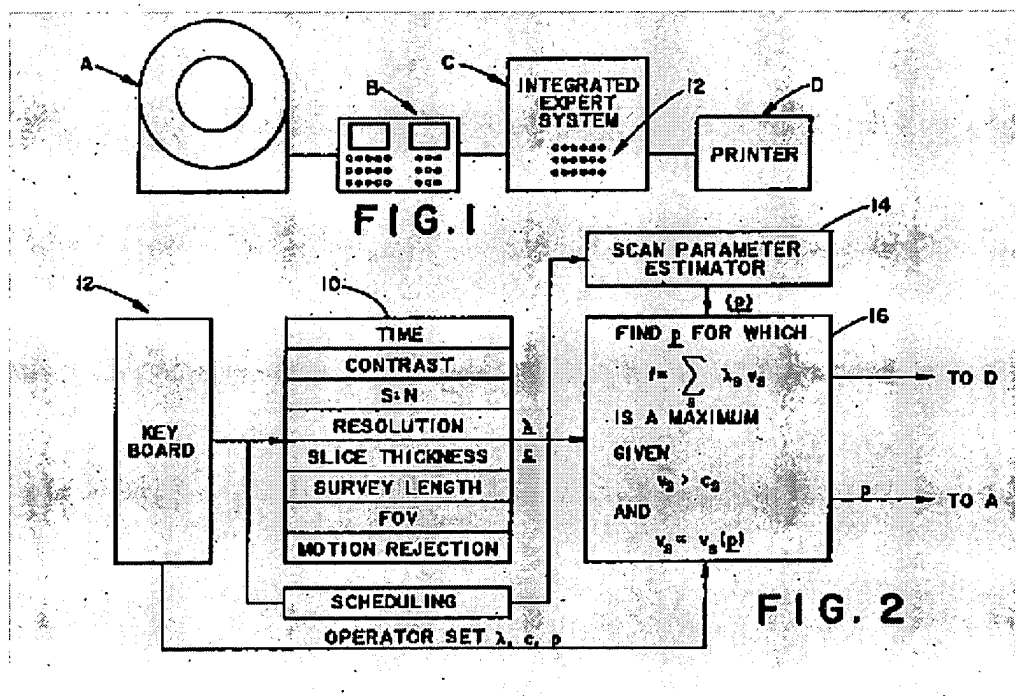 A
B
C
INTEGRATED
EXPERT
SYSTEM
12
D
PRINTER
FIG. 1
14
SCAN PARAMETER
ESTIMATOR
{p}
12
KEY
BOARD
10
TIME
CONTRAST
S:N
RESOLUTION
SLICE THICKNESS
SURVEY LENGTH
FOV
MOTION REJECTION
λ
c
SCHEDULING
OPERATOR SET λ, c, p
16
FIND p FOR WHICH
f = ∑ λs vs
s
IS A MAXIMUM
GIVEN
vs > cs
AND
vs = vs (p)
TO D
p
TO A
FIG. 2